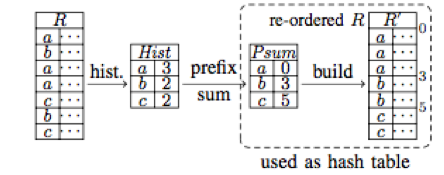 R
a ···
b ···
a ···
a ···
c ···
b ···
c ···
hist.
Hist
a 3
b 2
c 2
prefix
sum
re-ordered R
Psum
a 0
b 3
c 5
build
R'
a ···
a ···
a ···
b ···
b ···
c ···
c ···
0
3
5
used as hash table